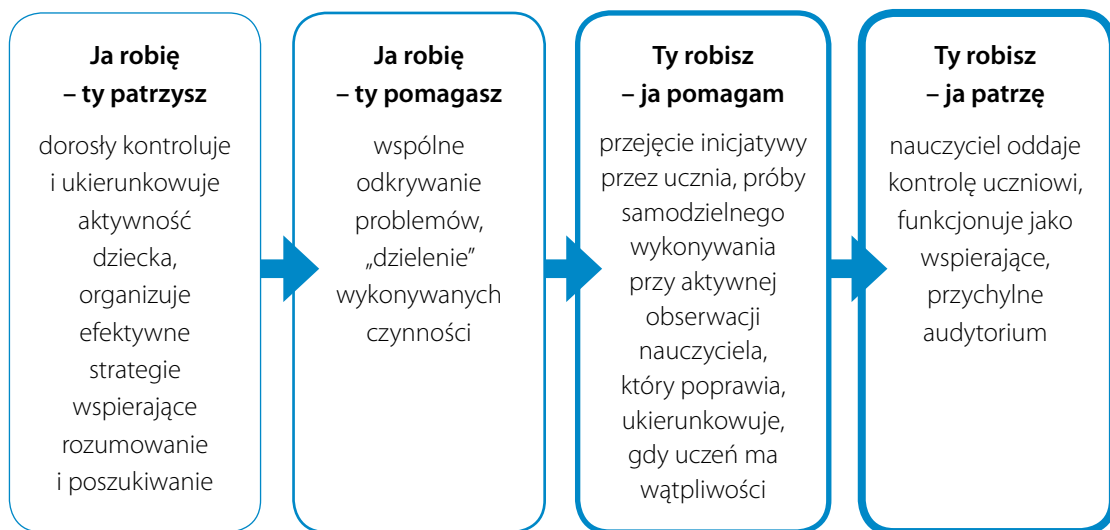 Ja robię
– ty patrzysz
dorosły kontroluje
i ukierunkowuje
aktywność
dziecka,
organizuje
efektywne
strategie
wspierające
rozumowanie
i poszukiwanie
Ja robię
– ty pomagasz
wspólne
odkrywanie
problemów,
„dzielenie”
wykonywanych
czynności
Ty robisz
– ja pomagam
przejęcie inicjatywy
przez ucznia, próby
samodzielnego
wykonywania
przy aktywnej
obserwacji
nauczyciela,
który poprawia,
ukierunkowuje,
gdy uczeń ma
wątpliwości
Ty robisz
– ja patrzę
nauczyciel oddaje
kontrolę uczniowi,
funkcjonuje jako
wspierające,
przychylne
audytorium